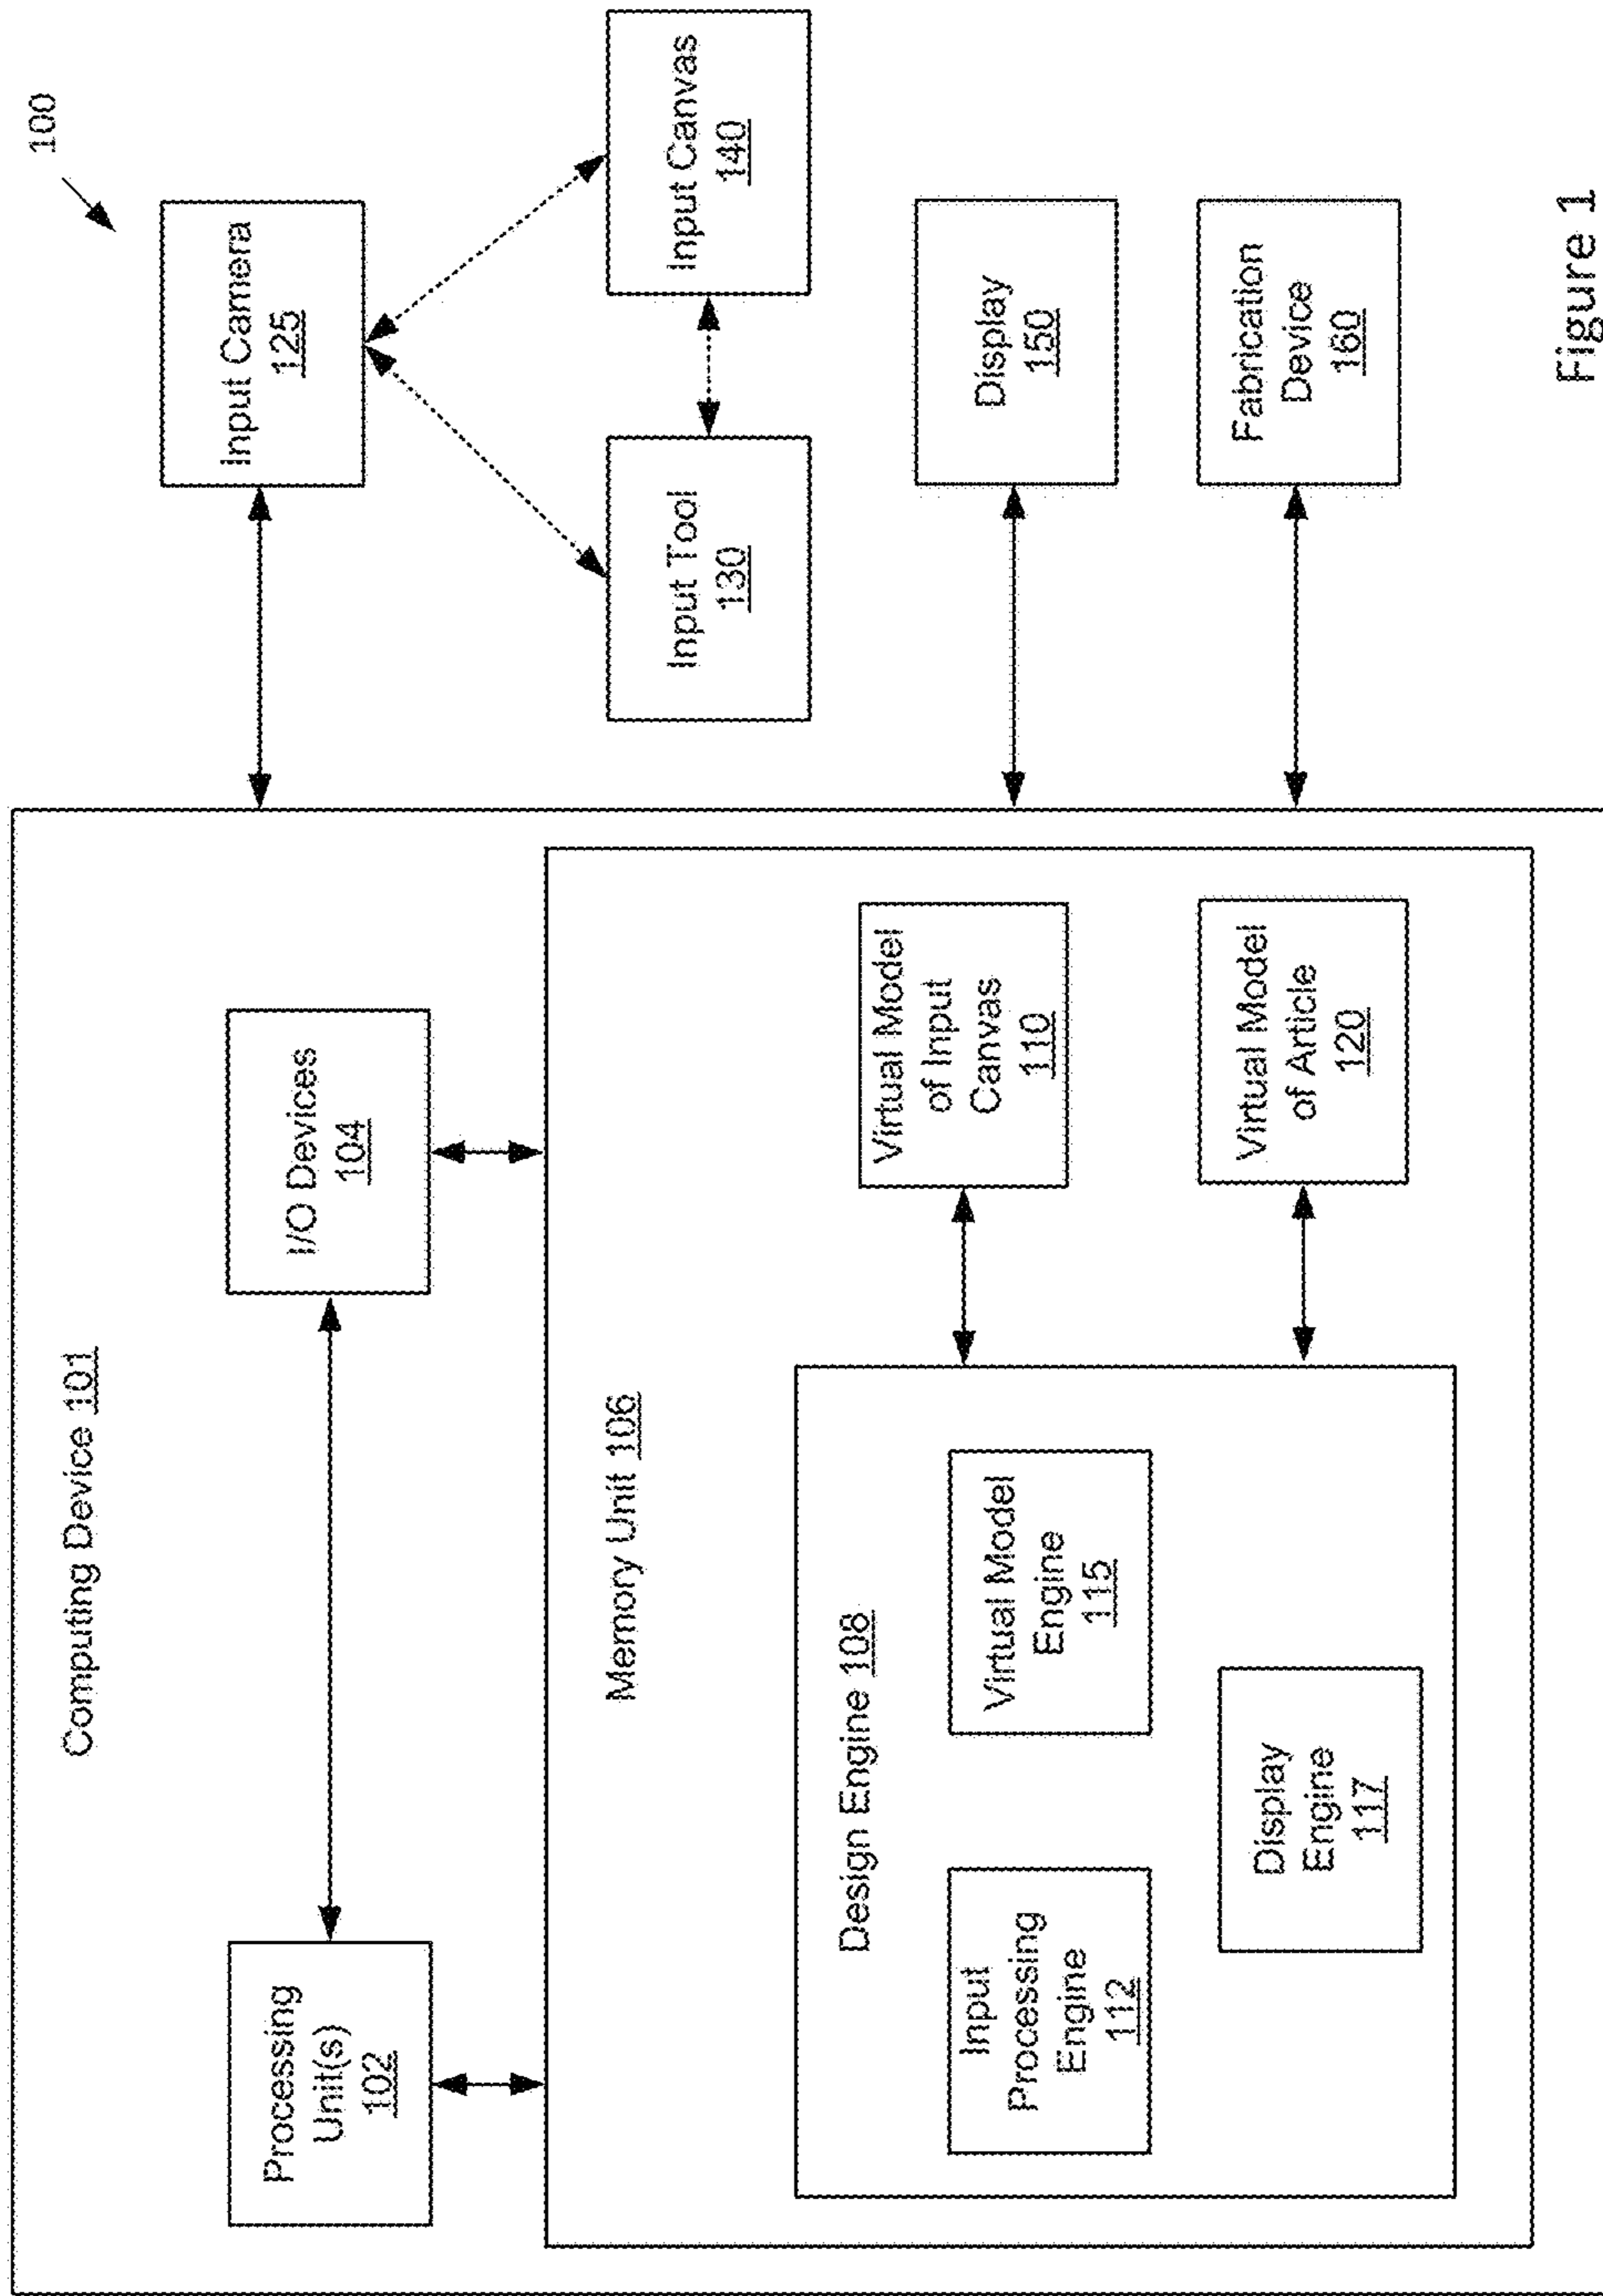 100
Computing Device 101
Processing
Unit(s)
102
I/O Devices
104
Input Camera
125
Memory Unit 106
Input Tool
130
Input Canvas
140
Design Engine 108
Input
Processing
Engine
112
Virtual Model
Engine
115
Display
Engine
117
Virtual Model
of Input
Canvas
110
Virtual Model
of Article
120
Display
150
Fabrication
Device
160
Figure 1